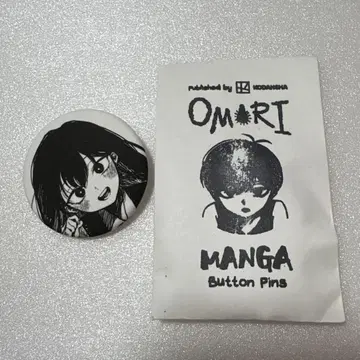 Published by KODANSHA
OMORI
MANGA
Button Pins